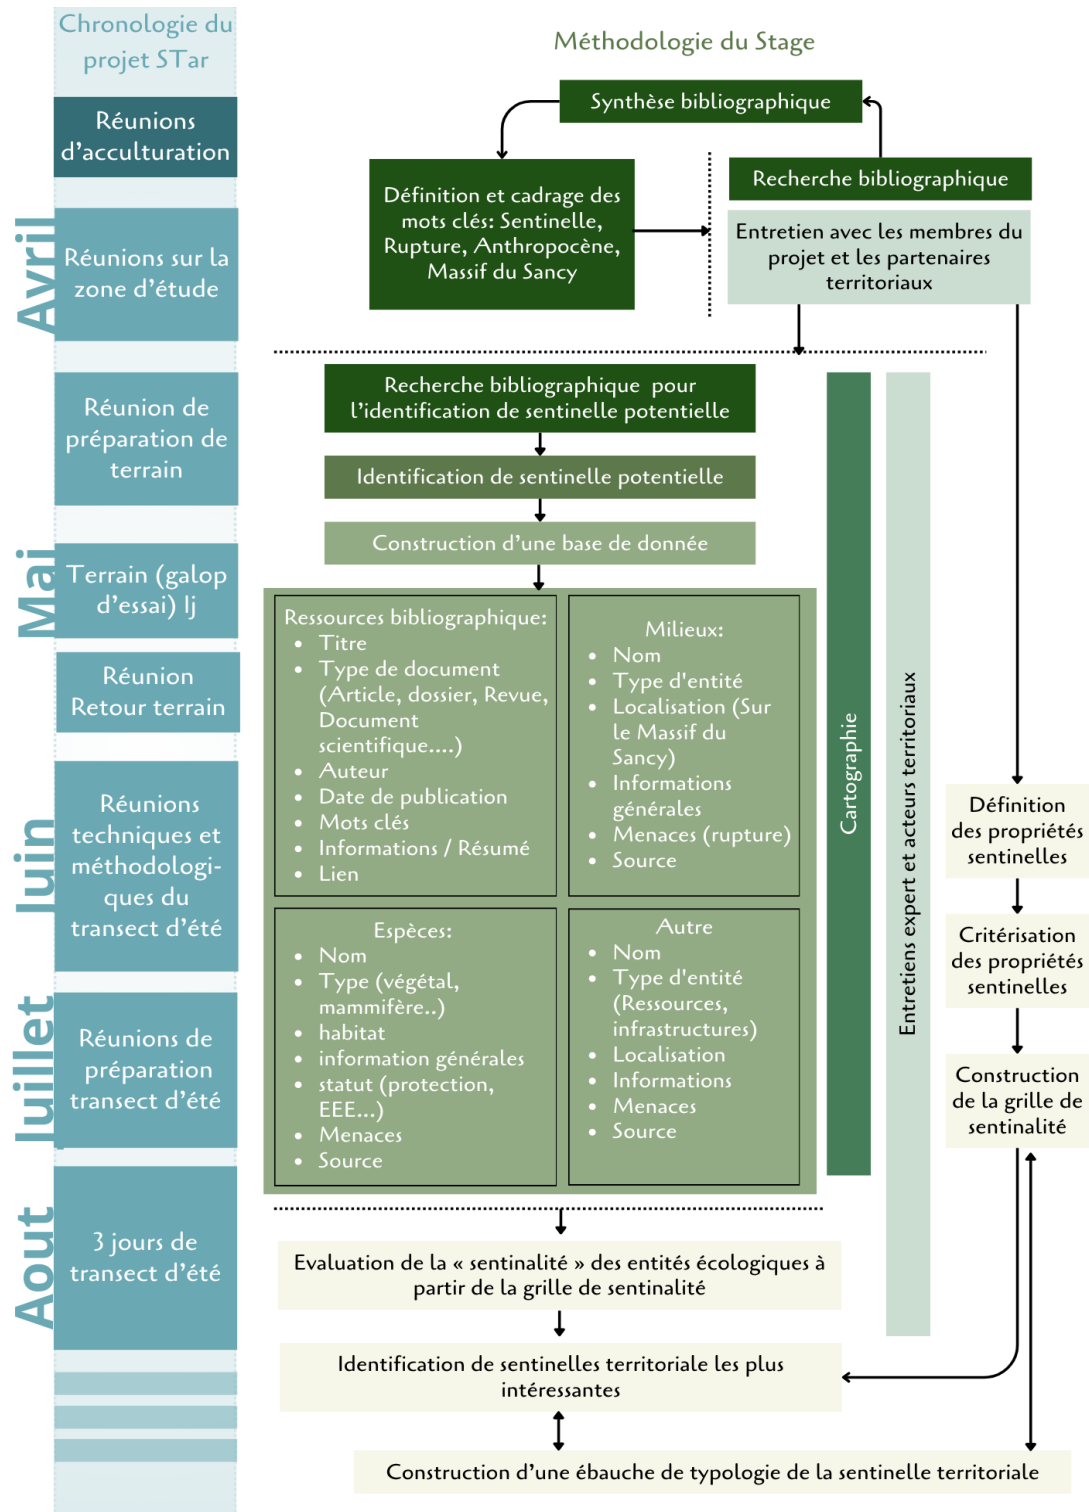 Chronologie du
projet STar
Réunions
d'acculturation
Avril
Réunions sur la
zone d'étude
Réunion de
préparation de
terrain
Mai
Terrain (galop
d'essai) 1j
Réunion
Retour terrain
Juin
Réunions
techniques et
méthodologi-
ques du
transect d'été
Juillet
Réunions de
préparation
transect d'été
Aout
3 jours de
transect d'été
Méthodologie du Stage
Synthèse bibliographique
Définition et cadrage des
mots clés: Sentinelle,
Rupture, Anthropocène,
Massif du Sancy
Recherche bibliographique
Entretien avec les membres du
projet et les partenaires
territoriaux
Recherche bibliographique pour
l'identification de sentinelle potentielle
Identification de sentinelle potentielle
Construction d'une base de donnée
Ressources bibliographique:
• Titre
• Type de document
(Article, dossier, Revue,
Document
scientifique....)
• Auteur
• Date de publication
• Mots clés
• Informations / Résumé
• Lien
Milieux:
• Nom
• Type d'entité
• Localisation (Sur
le Massif du
Sancy)
• Informations
générales
• Menaces (rupture)
• Source
Espèces:
• Nom
• Type (végétal,
mammifère..)
• habitat
• information générales
• statut (protection,
EEE...)
• Menaces
• Source
Autre
• Nom
• Type d'entité
(Ressources,
infrastructures)
• Localisation
• Informations
• Menaces
• Source
Cartographie
Entretiens expert et acteurs territoriaux
Définition
des propriétés
sentinelles
Critérisation
des propriétés
sentinelles
Construction
de la grille de
sentinalité
Evaluation de la « sentinalité » des entités écologiques à
partir de la grille de sentinalité
Identification de sentinelles territoriale les plus
intéressantes
Construction d'une ébauche de typologie de la sentinelle territoriale